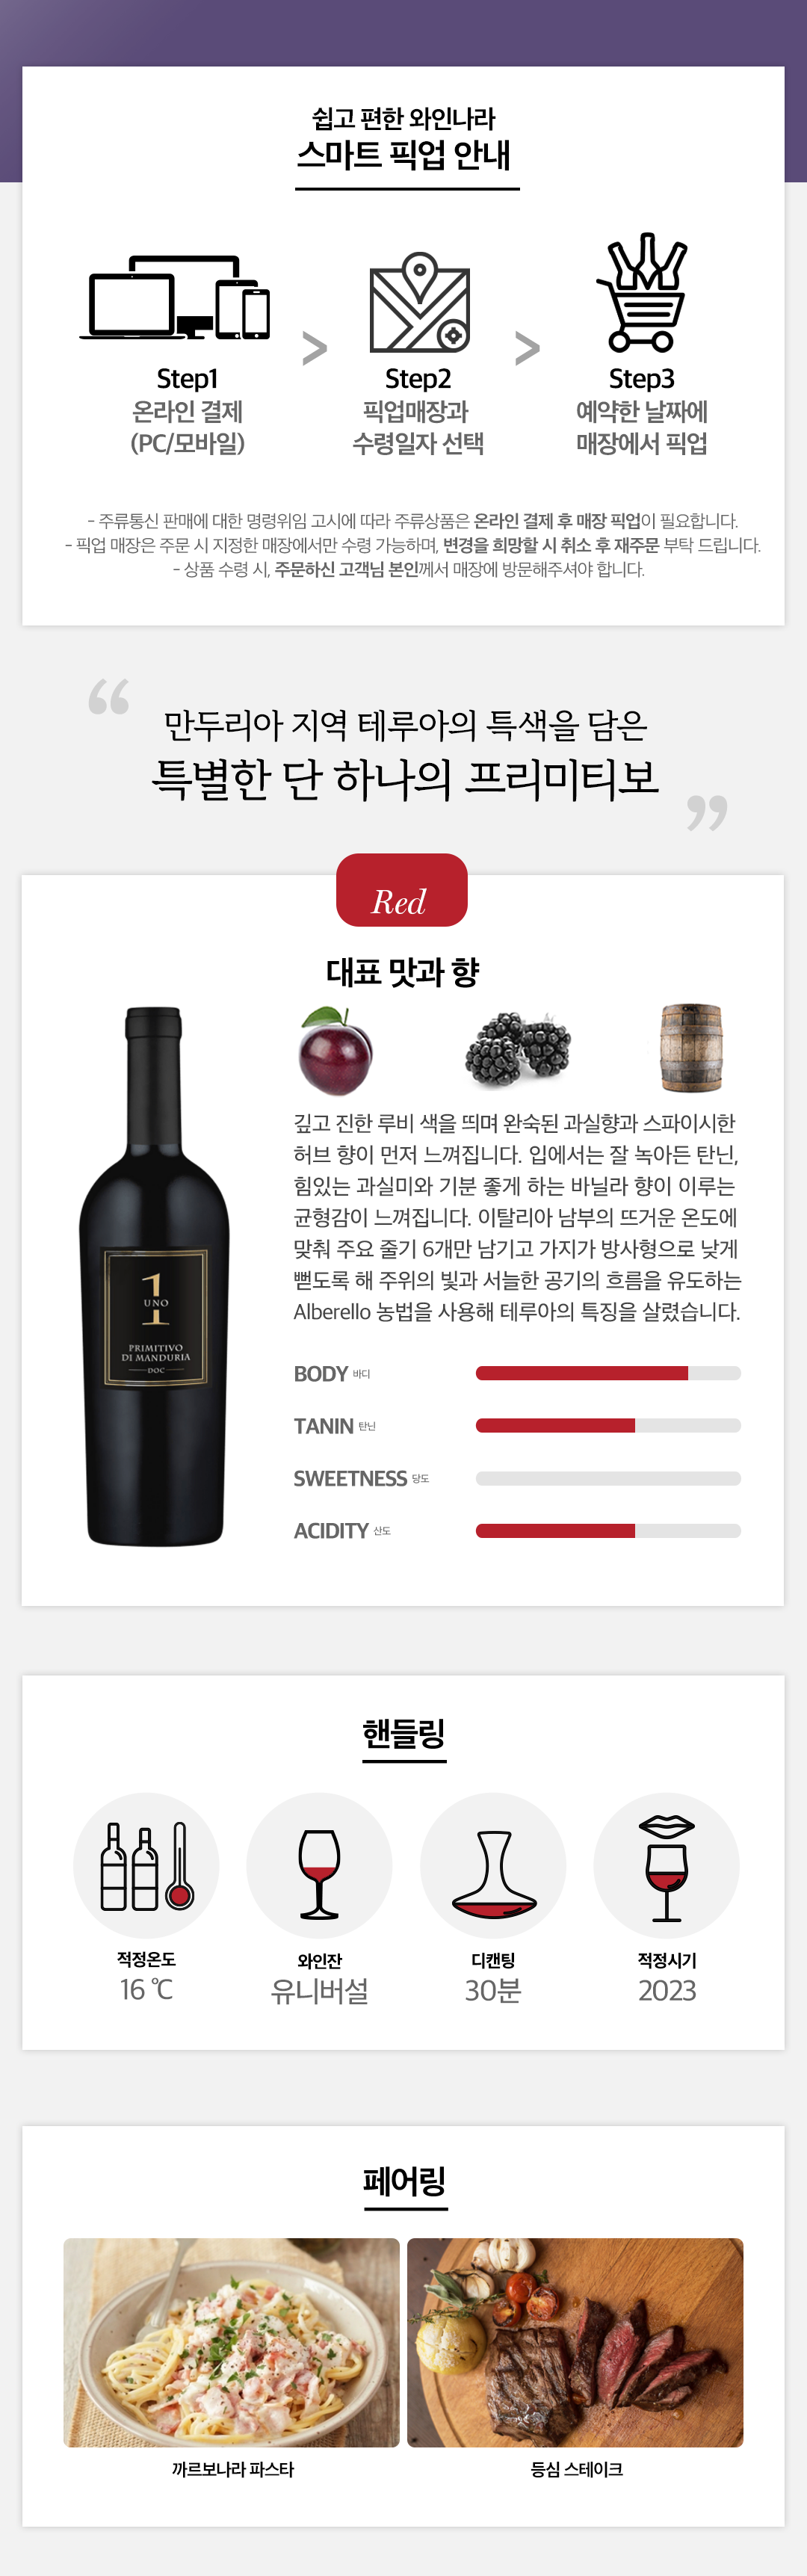 쉽고 편한 와인나라
스마트 픽업 안내
>
>
Step1
온라인 결제
(PC/모바일)
Step2
픽업매장과
수령일자 선택
Step3
예약한 날짜에
매장에서 픽업
- 주류통신 판매에 대한 명령위임 고시에 따라 주류상품은 온라인 결제 후 매장 픽업이 필요합니다.
- 픽업 매장은 주문 시 지정한 매장에서만 수령 가능하며, 변경을 희망할 시 취소 후 재주문 부탁 드립니다.
- 상품 수령 시, 주문하신 고객님 본인께서 매장에 방문해주셔야 합니다.
“ 만두리아 지역 테루아의 특색을 담은
특별한 단 하나의 프리미티보 ”
Red
대표 맛과 향
깊고 진한 루비 색을 띄며 완숙된 과실향과 스파이시한
허브 향이 먼저 느껴집니다. 입에서는 잘 녹아든 탄닌,
힘있는 과실미와 기분 좋게 하는 바닐라 향이 이루는
균형감이 느껴집니다. 이탈리아 남부의 뜨거운 온도에
맞춰 주요 줄기 6개만 남기고 가지가 방사형으로 낮게
뻗도록 해 주위의 빛과 서늘한 공기의 흐름을 유도하는
Alberello 농법을 사용해 테루아의 특징을 살렸습니다.
1
UNO
PRIMITIVO
DI MANDURIA
DOC
BODY 바디
TANIN 탄닌
SWEETNESS 당도
ACIDITY 산도
핸들링
적정온도
16 ℃
와인잔
유니버설
디캔팅
30분
적정시기
2023
페어링
까르보나라 파스타
등심 스테이크